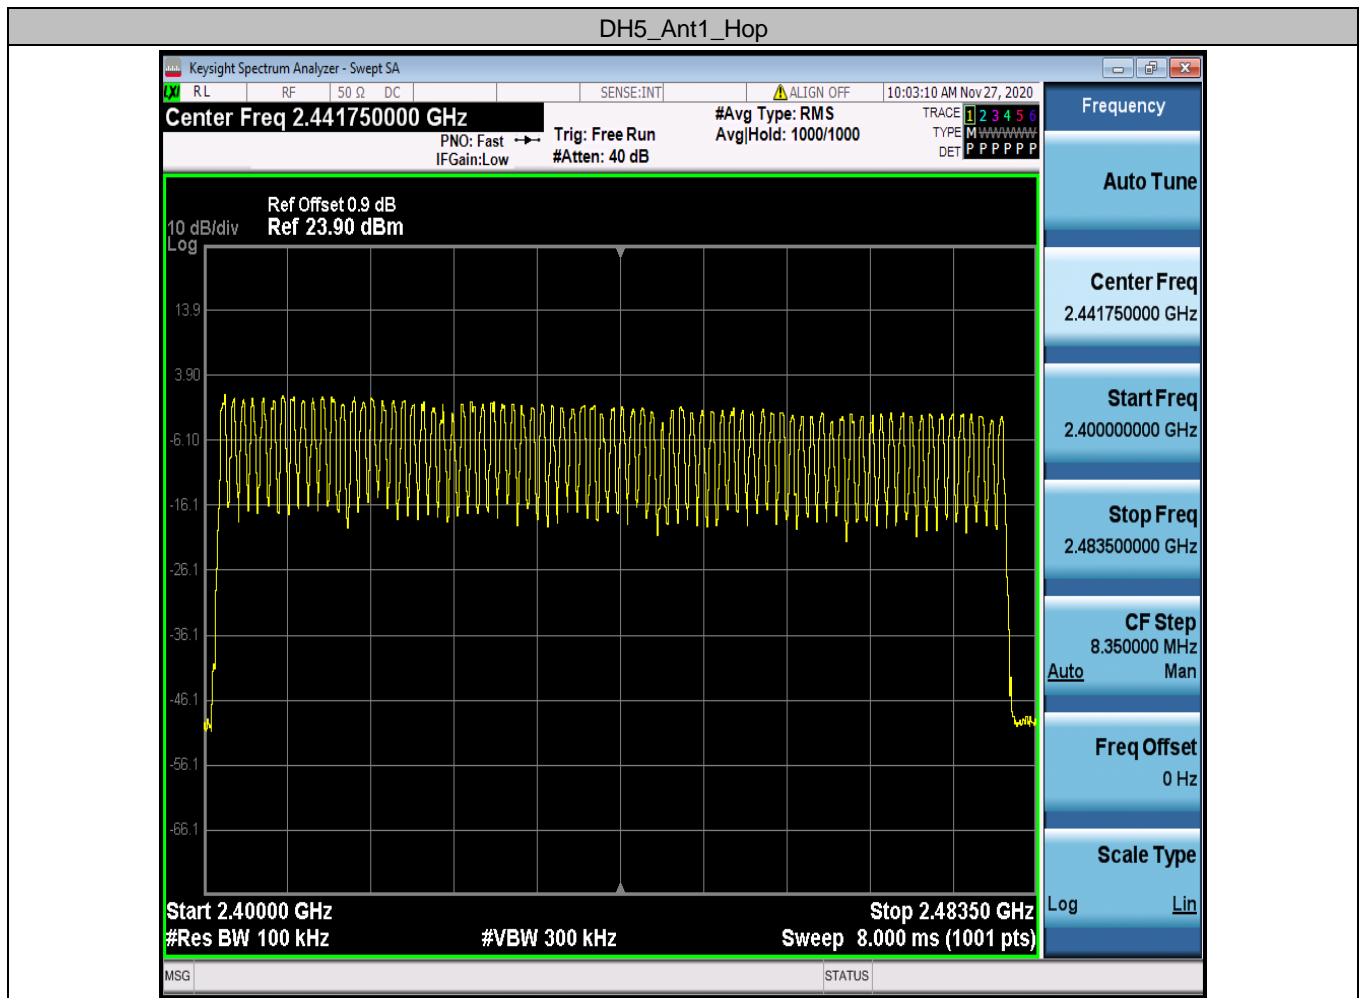 DH5_Ant1_Hop
Keysight Spectrum Analyzer - Swept SA
LXI RL RF 50 Ω DC SENSE:INT ALIGN OFF 10:03:10 AM Nov 27, 2020
Center Freq 2.441750000 GHz
PNO: Fast
IFGain:Low
Trig: Free Run
#Atten: 40 dB
#Avg Type: RMS
Avg|Hold: 1000/1000
TRACE 1 2 3 4 5 6
TYPE M WWWWW
DET P P P P P P
Ref Offset 0.9 dB
10 dB/div Ref 23.90 dBm
Log
13.9
3.90
-6.10
-16.1
-26.1
-36.1
-46.1
-56.1
-66.1
Start 2.40000 GHz Stop 2.48350 GHz
#Res BW 100 kHz #VBW 300 kHz Sweep 8.000 ms (1001 pts)
MSG STATUS
Frequency
Auto Tune
Center Freq
2.441750000 GHz
Start Freq
2.400000000 GHz
Stop Freq
2.483500000 GHz
CF Step
8.350000 MHz
Auto Man
Freq Offset
0 Hz
Scale Type
Log Lin